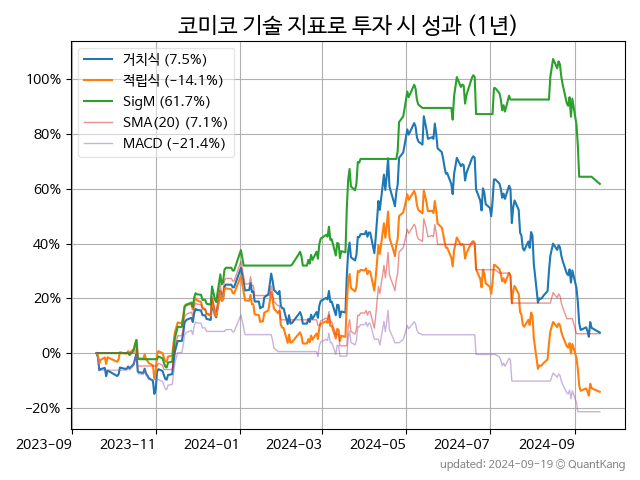 코미코 기술 지표로 투자 시 성과 (1년)
거치식 (7.5%)
적립식 (−14.1%)
SigM (61.7%)
SMA(20) (7.1%)
MACD (−21.4%)
100%
80%
60%
40%
20%
0%
−20%
2023-09
2023-11
2024-01
2024-03
2024-05
2024-07
2024-09
updated: 2024-09-19 @ QuantKang